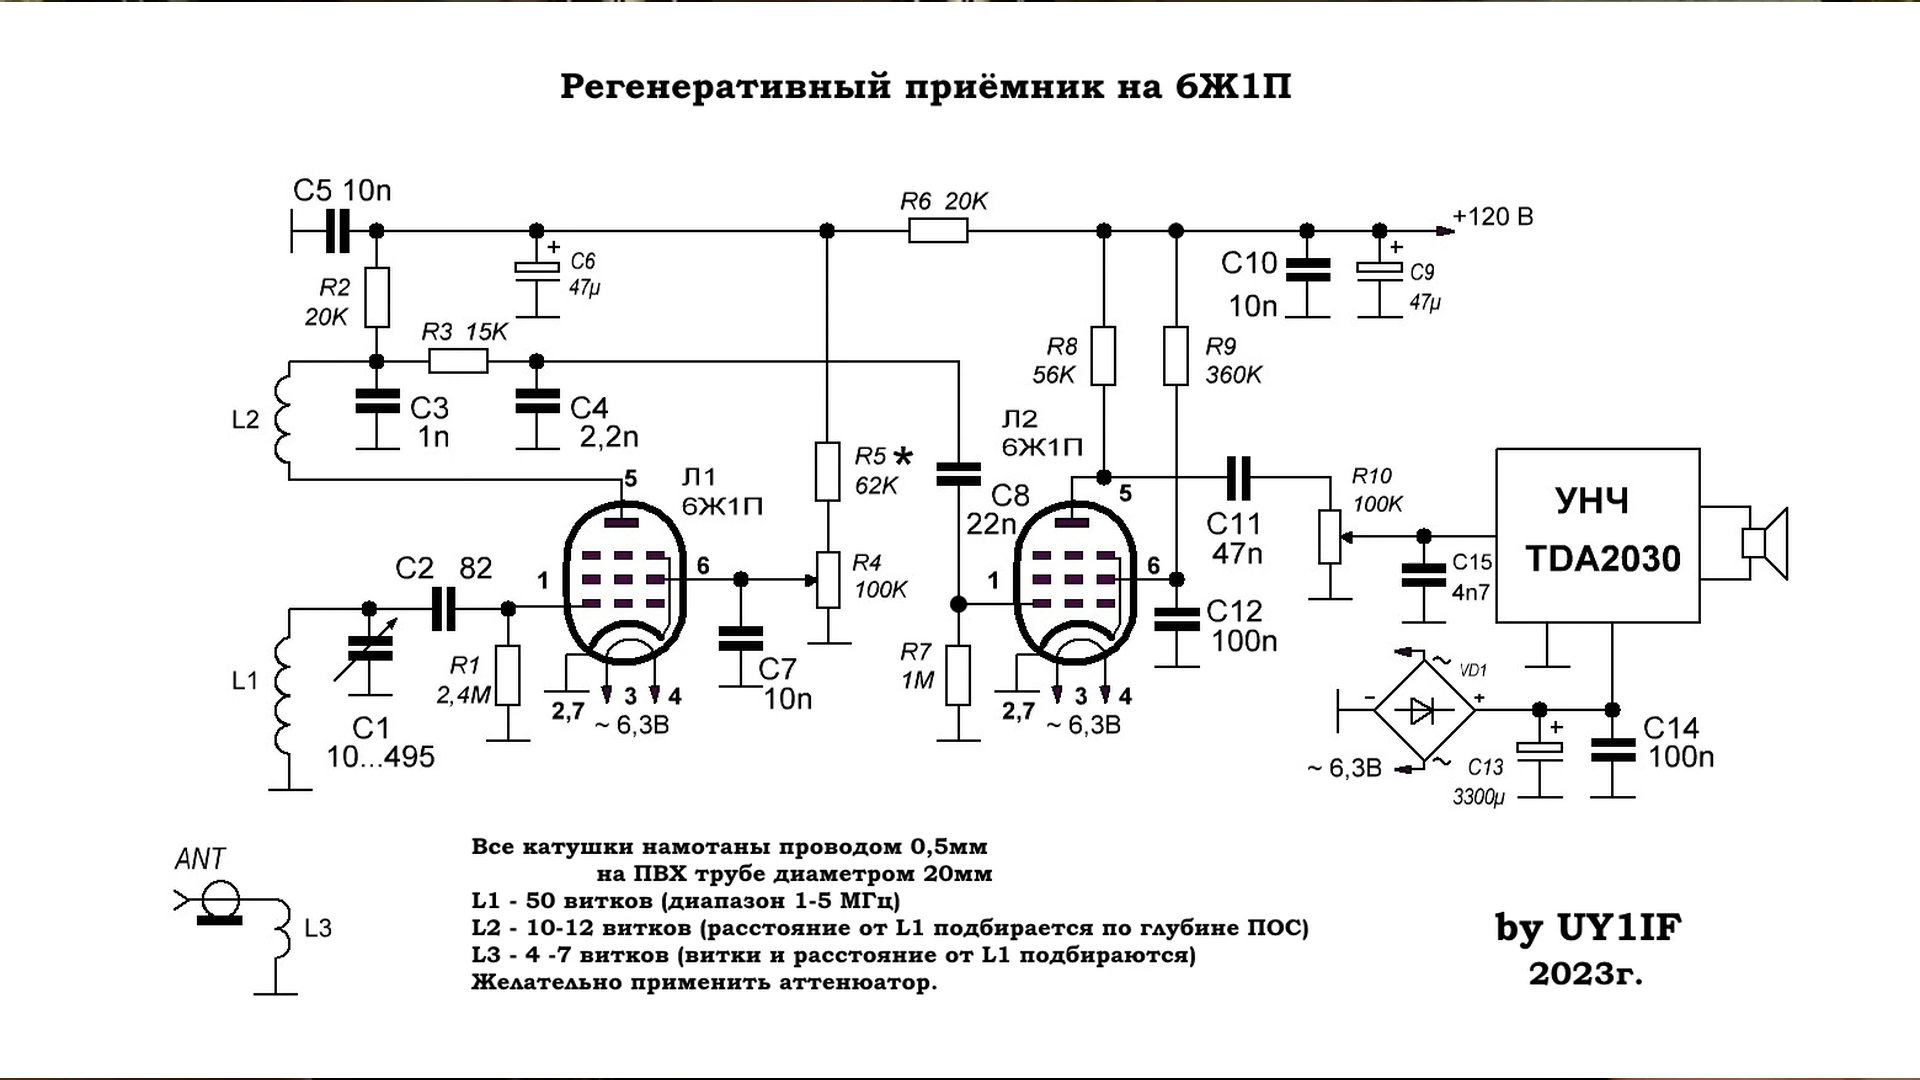 Регенеративный приёмник на 6Ж1П
C5 10n
R6 20K
+120 В
R2
20K
+
C6
47µ
C10
10n
+
C9
47µ
R3 15K
R8
56K
R9
360K
L2
C3
1n
C4
2,2n
Л2
6Ж1П
R5 *
62K
5
Л1
6Ж1П
C8
22n
5
C11
47n
R10
100K
УНЧ
TDA2030
C2 82
1
6
R4
100K
1
6
C15
4n7
C12
100n
L1
R1
2,4M
C7
10n
R7
1M
2,7
3
4
~ 6,3В
2,7
3
4
~ 6,3В
~
VD1
-
+
C1
10...495
~ 6,3В
~
+
C13
3300µ
C14
100n
ANT
L3
Все катушки намотаны проводом 0,5мм
на ПВХ трубе диаметром 20мм
L1 - 50 витков (диапазон 1-5 МГц)
L2 - 10-12 витков (расстояние от L1 подбирается по глубине ПОС)
L3 - 4 -7 витков (витки и расстояние от L1 подбираются)
Желательно применить аттенюатор.
by UY1IF
2023г.